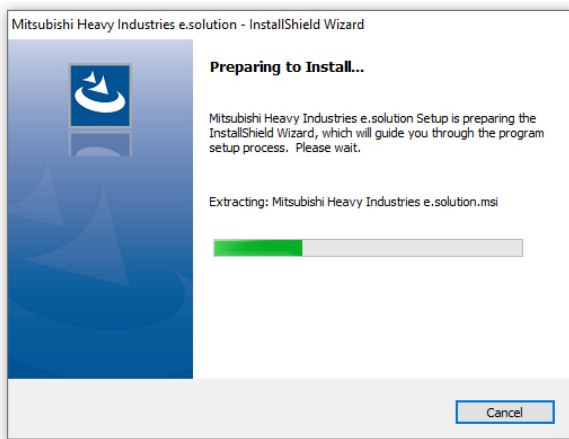 Mitsubishi Heavy Industries e.solution - InstallShield Wizard
Preparing to Install...
Mitsubishi Heavy Industries e.solution Setup is preparing the
InstallShield Wizard, which will guide you through the program
setup process. Please wait.
Extracting: Mitsubishi Heavy Industries e.solution.msi
Cancel